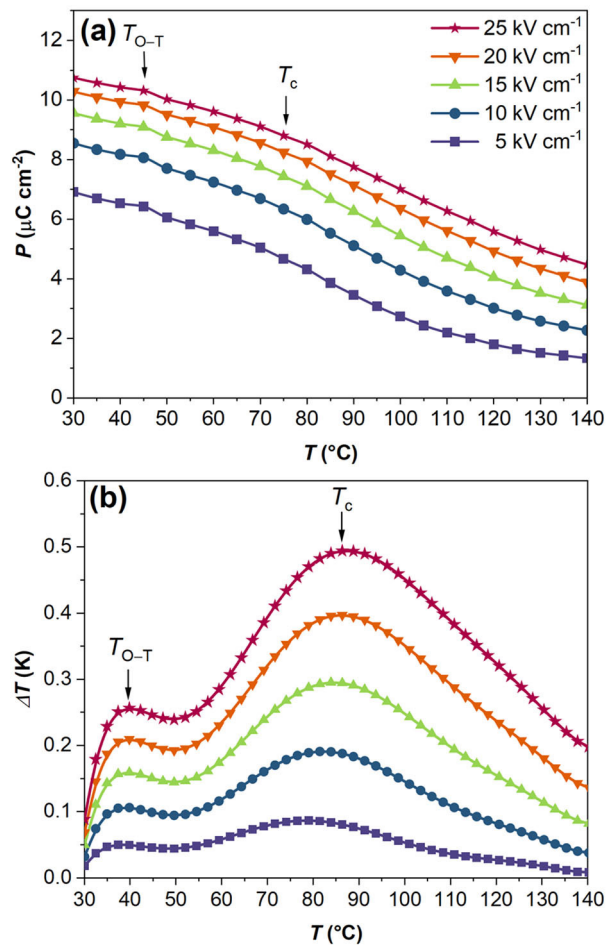 (a)
T_O–T
T_c
25 kV cm⁻¹
20 kV cm⁻¹
15 kV cm⁻¹
10 kV cm⁻¹
5 kV cm⁻¹
12
10
8
6
4
2
0
P (µC cm⁻²)
30 40 50 60 70 80 90 100 110 120 130 140
T (°C)
(b)
T_c
T_O–T
0.6
0.5
0.4
0.3
0.2
0.1
0.0
ΔT (K)
30 40 50 60 70 80 90 100 110 120 130 140
T (°C)